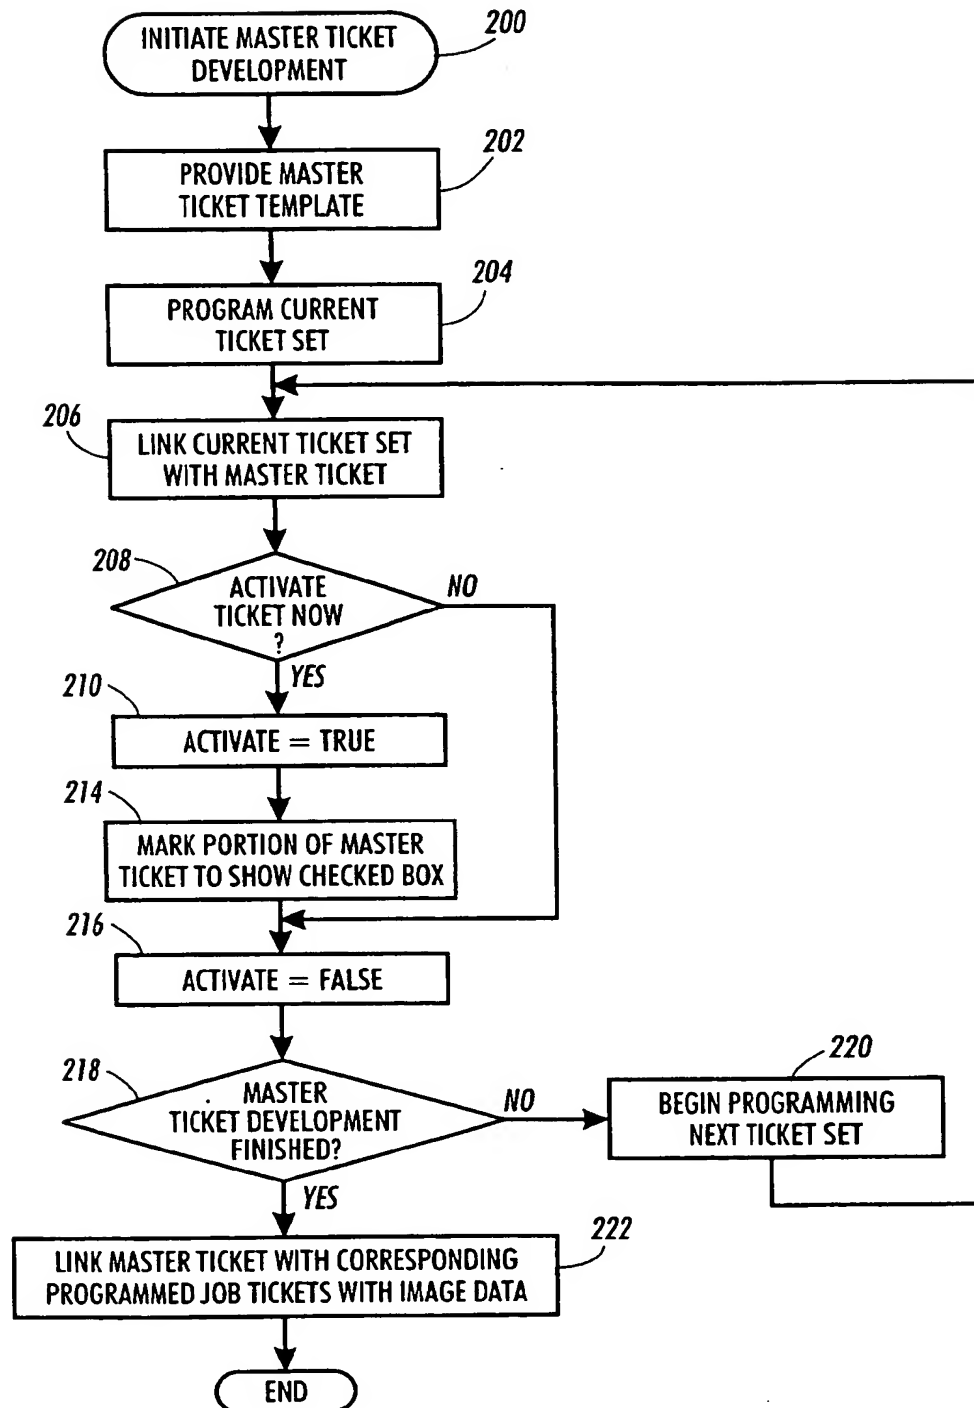 INITIATE MASTER TICKET
DEVELOPMENT
200
PROVIDE MASTER
TICKET TEMPLATE
202
PROGRAM CURRENT
TICKET SET
204
206
LINK CURRENT TICKET SET
WITH MASTER TICKET
208
ACTIVATE
TICKET NOW
?
NO
YES
210
ACTIVATE = TRUE
214
MARK PORTION OF MASTER
TICKET TO SHOW CHECKED BOX
216
ACTIVATE = FALSE
218
MASTER
TICKET DEVELOPMENT
FINISHED?
NO
220
BEGIN PROGRAMMING
NEXT TICKET SET
YES
222
LINK MASTER TICKET WITH CORRESPONDING
PROGRAMMED JOB TICKETS WITH IMAGE DATA
END